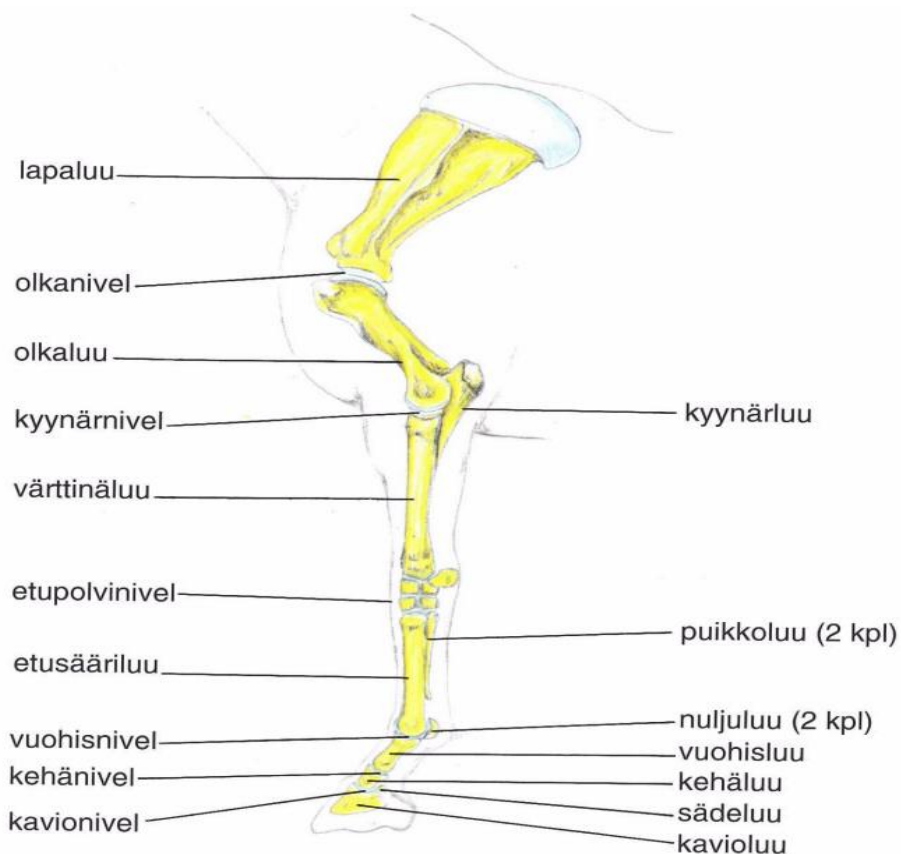 lapaluu
olkanivel
olkaluu
kyynärnivel
kyynärluu
värttinäluu
etupolvinivel
puikkoluu (2 kpl)
etusääriluu
nuljuluu (2 kpl)
vuohisnivel
vuohisluu
kehänivel
kehäluu
sädeluu
kavionivel
kavioluu